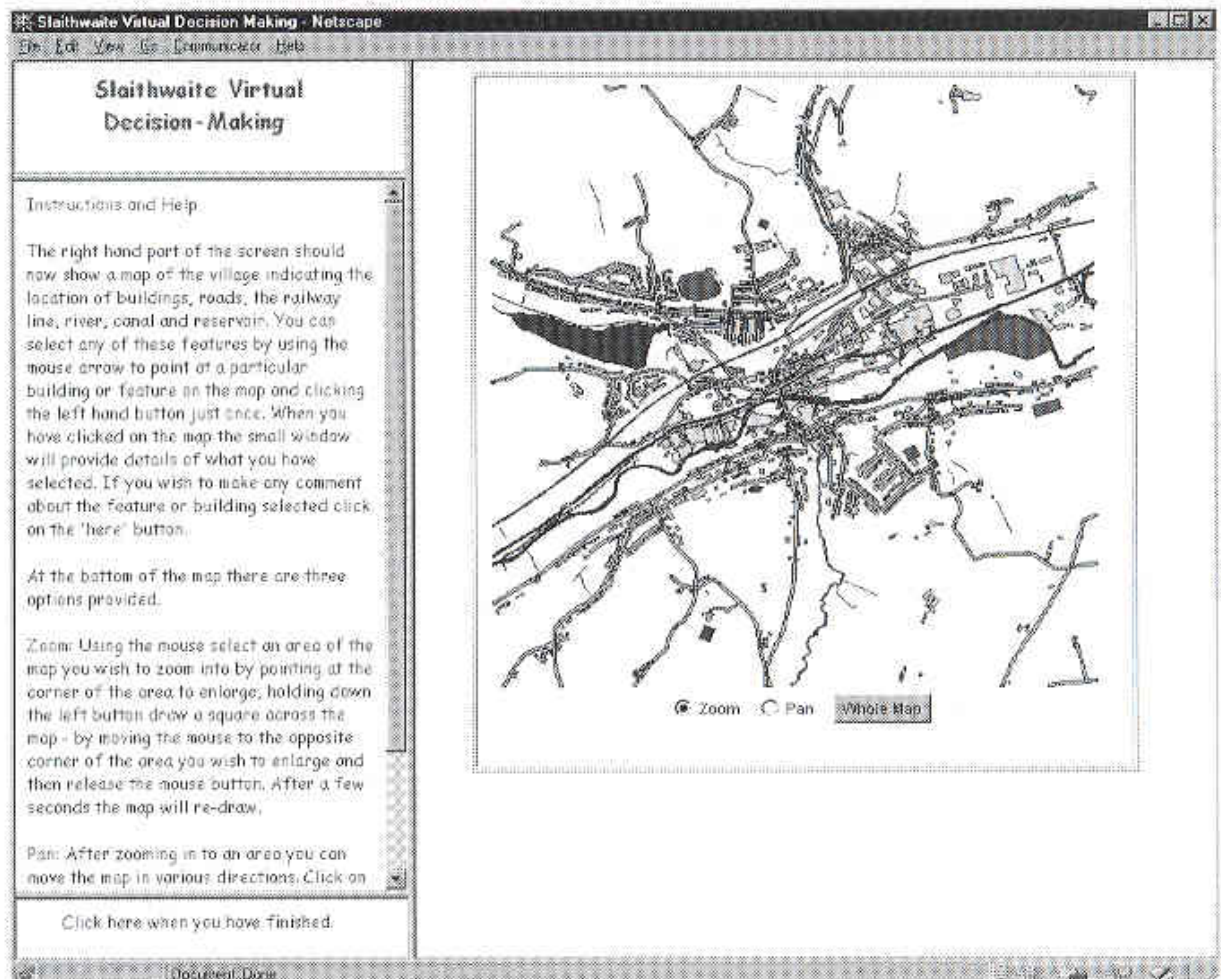 Slaithwaite Virtual Decision Making - Netscape
File Edit View Go Communicator Help
Slaithwaite Virtual
Decision-Making
Instructions and Help
The right hand part of the screen should
now show a map of the village indicating the
location of buildings, roads, the railway
line, river, canal and reservoir. You can
select any of these features by using the
mouse arrow to point at a particular
building or feature on the map and clicking
the left hand button just once. When you
have clicked on the map the small window
will provide details of what you have
selected. If you wish to make any comment
about the feature or building selected click
on the 'here' button.
At the bottom of the map there are three
options provided.
Zoom: Using the mouse select an area of the
map you wish to zoom into by pointing at the
corner of the area to enlarge, holding down
the left button draw a square across the
map - by moving the mouse to the opposite
corner of the area you wish to enlarge and
then release the mouse button. After a few
seconds the map will re-draw.
Pan: After zooming in to an area you can
move the map in various directions. Click on
Click here when you have finished.
Zoom Pan Whole Map
Document: Done